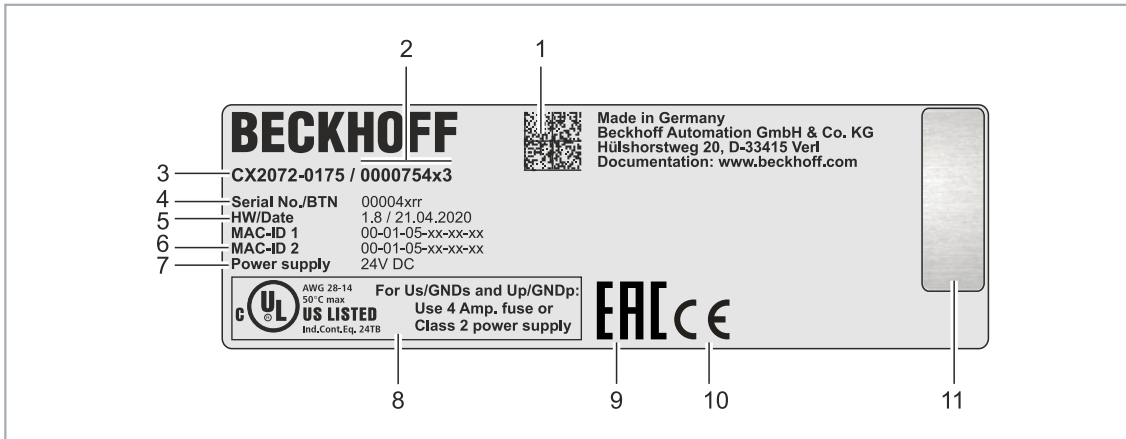 2
1
BECKHOFF
Made in Germany
Beckhoff Automation GmbH & Co. KG
Hülshorstweg 20, D-33415 Verl
Documentation: www.beckhoff.com
3 CX2072-0175 / 0000754x3
4 Serial No./BTN 00004xrr
5 HW/Date 1.8 / 21.04.2020
MAC-ID 1 00-01-05-xx-xx-xx
6 MAC-ID 2 00-01-05-xx-xx-xx
7 Power supply 24V DC
C UL ®
AWG 28-14
50°C max
US LISTED
Ind.Cont.Eq. 24TB
For Us/GNDs and Up/GNDp:
Use 4 Amp. fuse or
Class 2 power supply
EAC CE
8
9
10
11